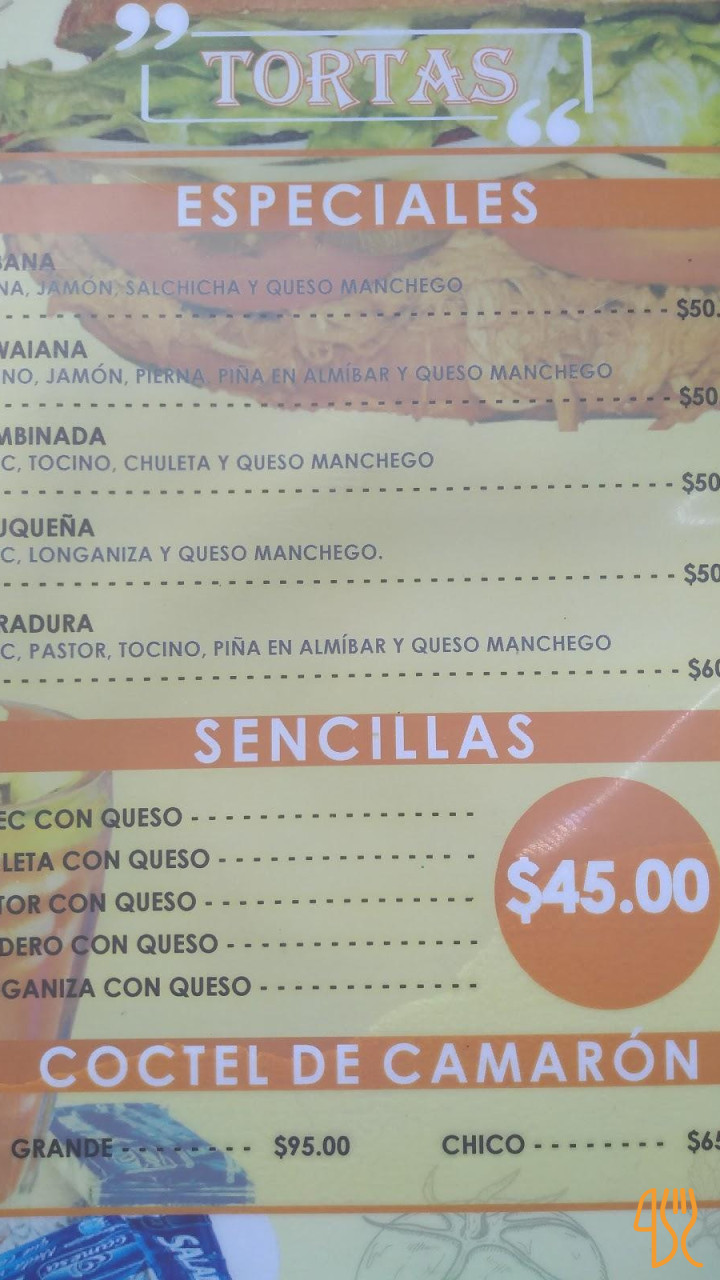 TORTAS
ESPECIALES
BANA
NA, JAMÓN, SALCHICHA Y QUESO MANCHEGO
$50.
WAIANA
NO, JAMÓN, PIERNA, PIÑA EN ALMÍBAR Y QUESO MANCHEGO
$50
MBINADA
C, TOCINO, CHULETA Y QUESO MANCHEGO
$50
UQUEÑA
C, LONGANIZA Y QUESO MANCHEGO.
$50
RADURA
C, PASTOR, TOCINO, PIÑA EN ALMÍBAR Y QUESO MANCHEGO
$60
SENCILLAS
EC CON QUESO
LETA CON QUESO
TOR CON QUESO
DERO CON QUESO
GANIZA CON QUESO
$45.00
COCTEL DE CAMARÓN
GRANDE $95.00 CHICO $65